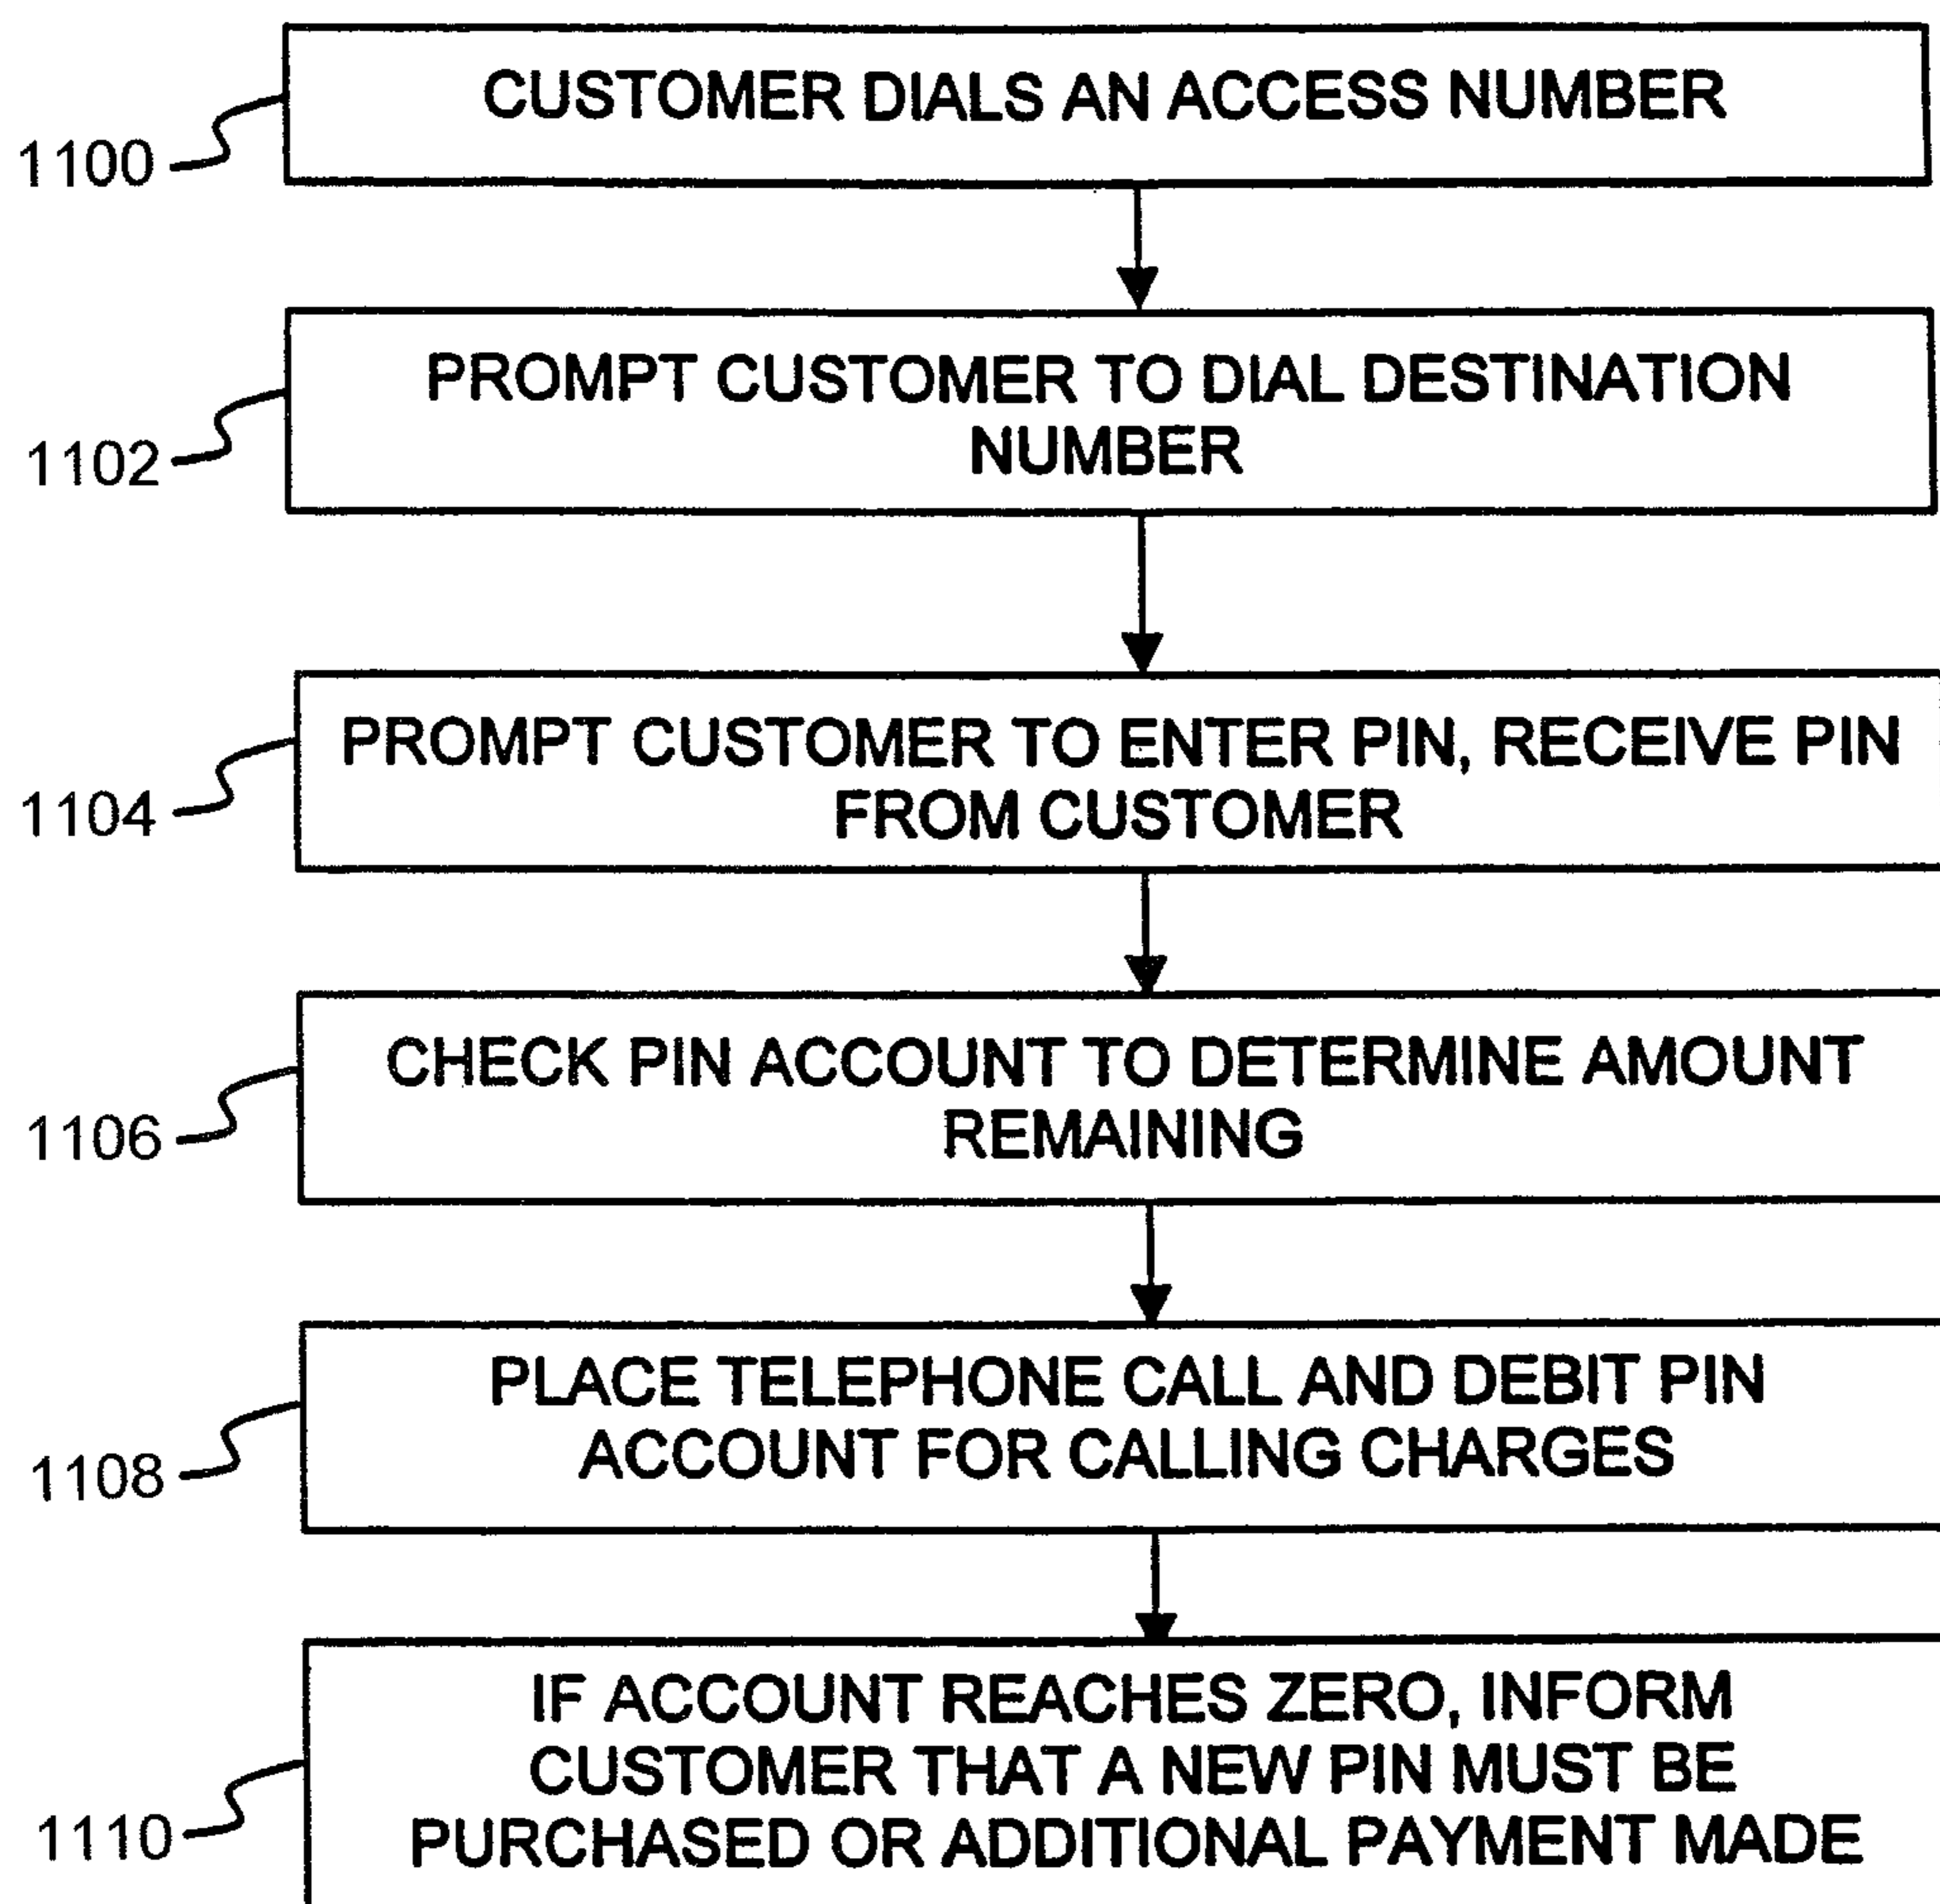 CUSTOMER DIALS AN ACCESS NUMBER
1100
PROMPT CUSTOMER TO DIAL DESTINATION
NUMBER
1102
PROMPT CUSTOMER TO ENTER PIN, RECEIVE PIN
FROM CUSTOMER
1104
CHECK PIN ACCOUNT TO DETERMINE AMOUNT
REMAINING
1106
PLACE TELEPHONE CALL AND DEBIT PIN
ACCOUNT FOR CALLING CHARGES
1108
IF ACCOUNT REACHES ZERO, INFORM
CUSTOMER THAT A NEW PIN MUST BE
PURCHASED OR ADDITIONAL PAYMENT MADE
1110